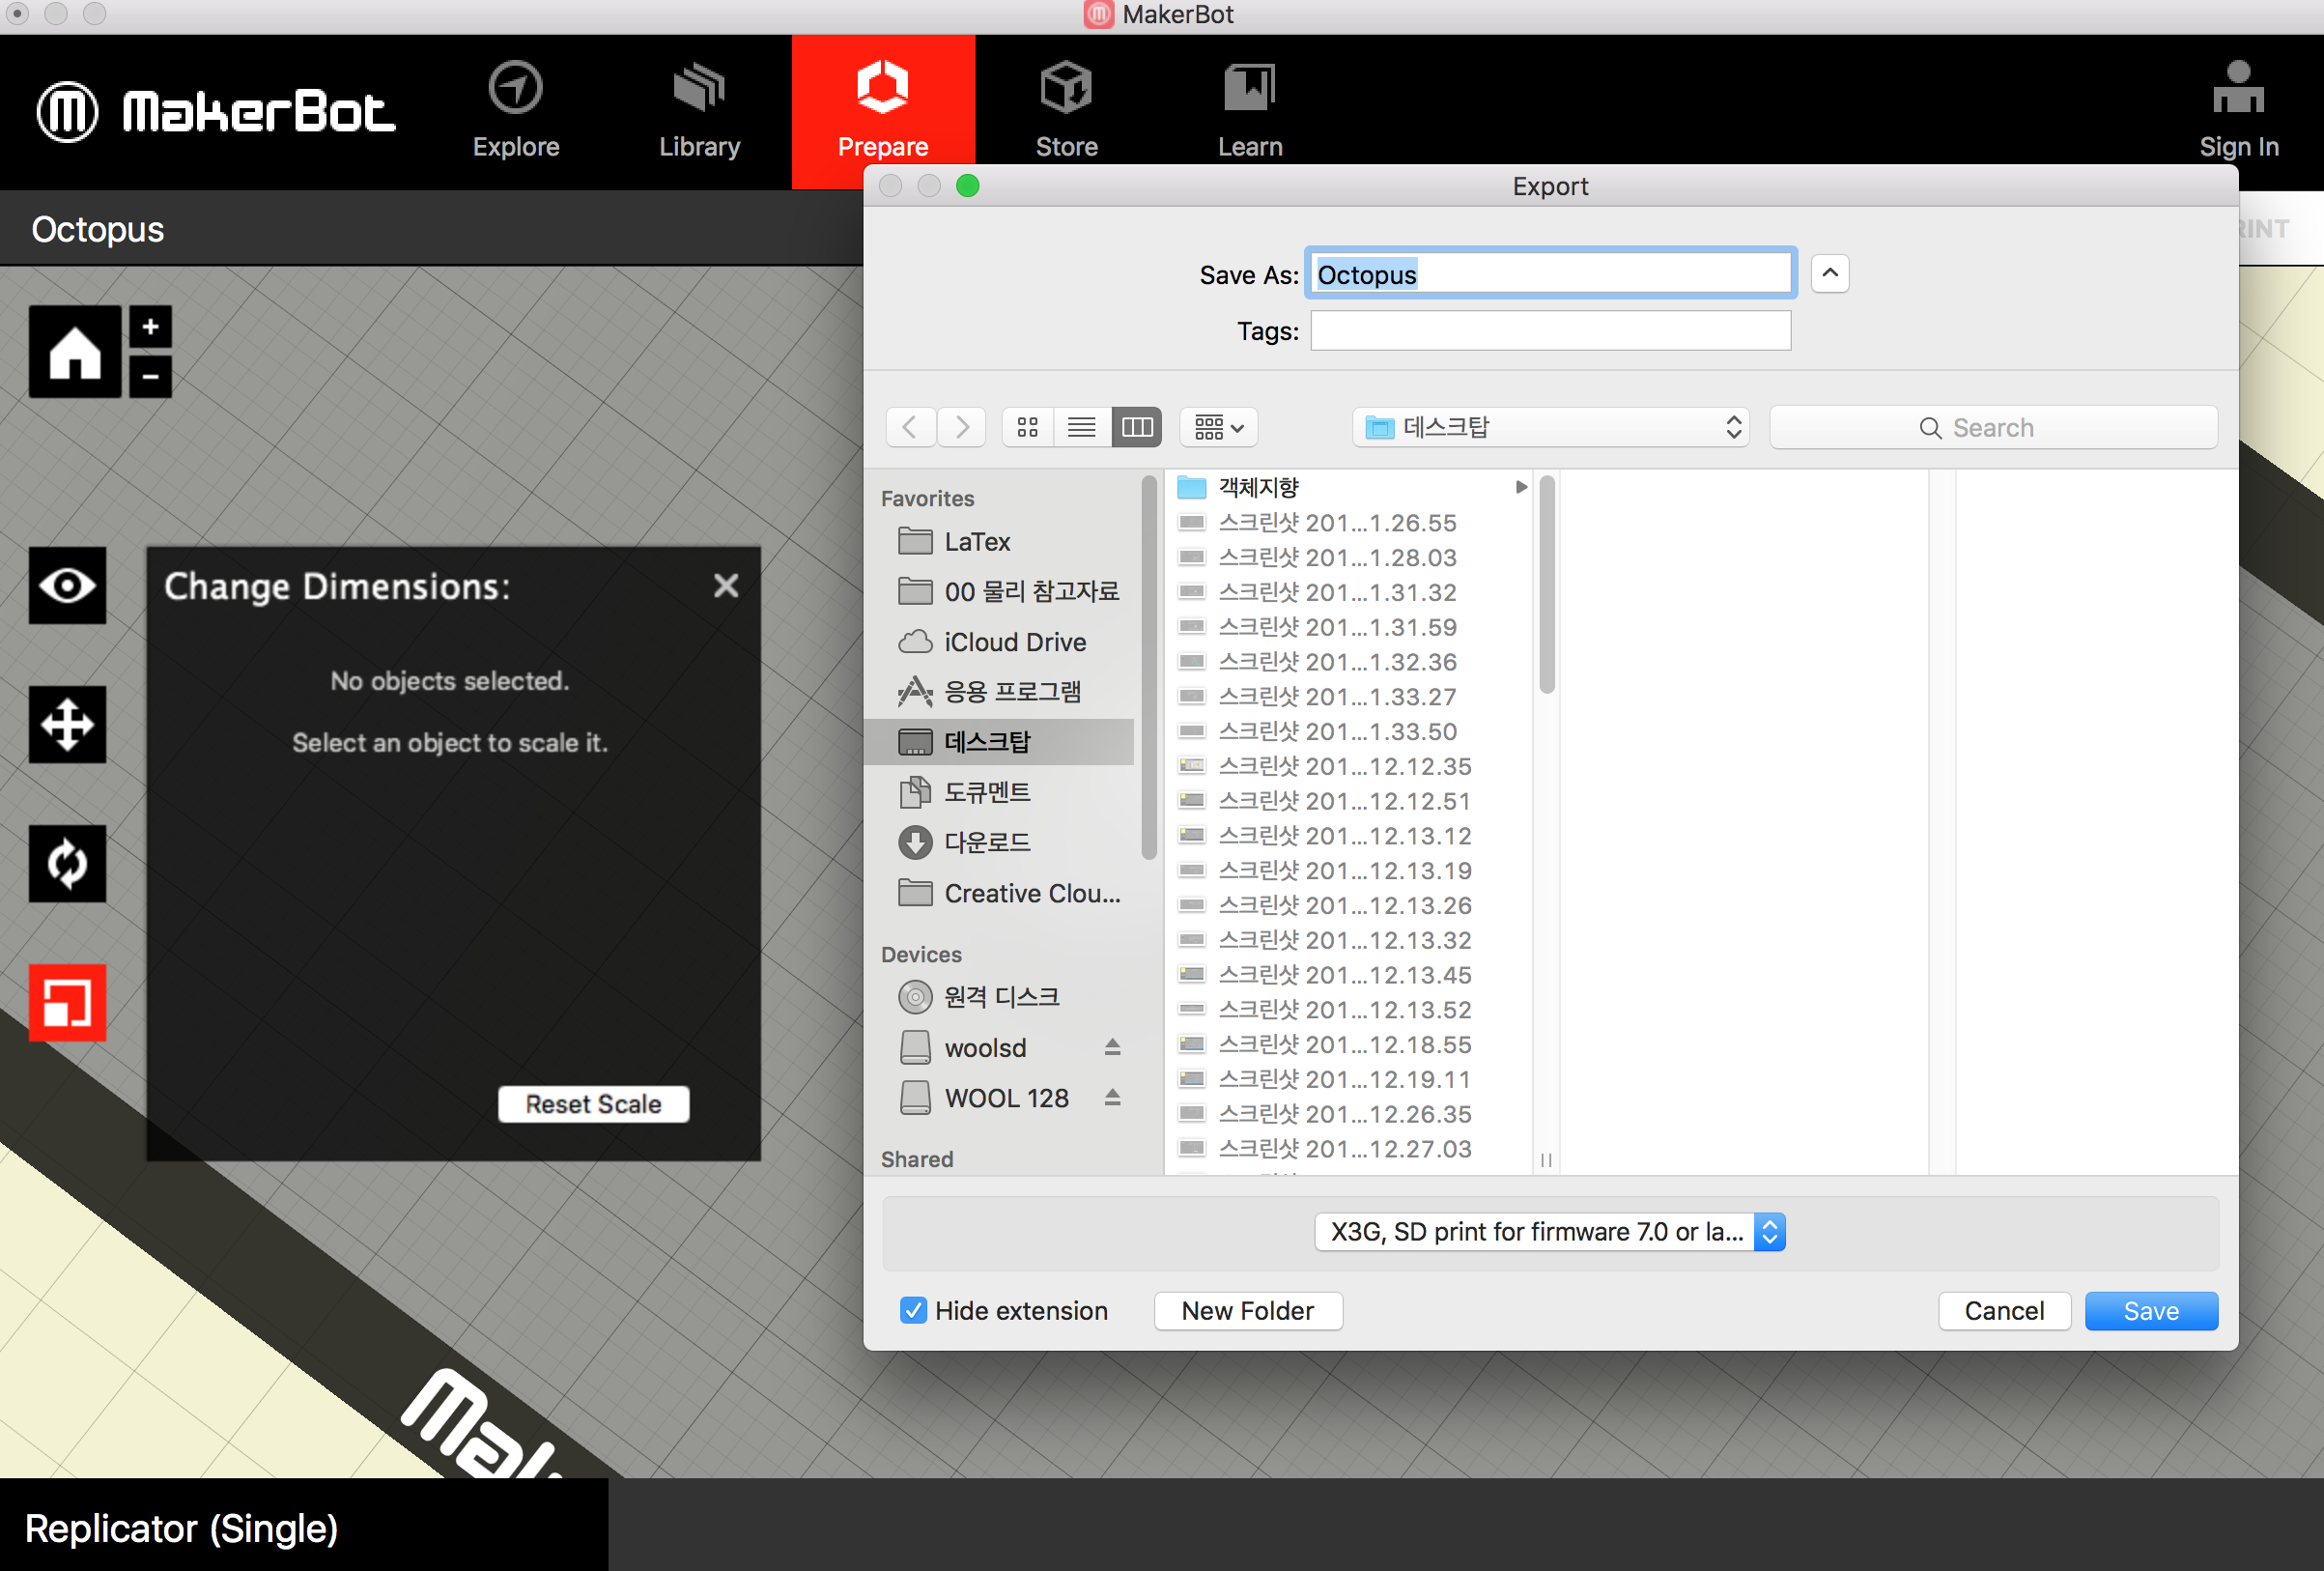 MakerBot
MakerBot
Explore
Library
Prepare
Store
Learn
Sign In
Octopus
Export
Save As:
Octopus
Tags:
데스크탑
Search
Favorites
LaTex
00 물리 참고자료
iCloud Drive
응용 프로그램
데스크탑
도큐멘트
다운로드
Creative Clou...
Devices
원격 디스크
woolsd
WOOL 128
Shared
객체지향
스크린샷 201...1.26.55
스크린샷 201...1.28.03
스크린샷 201...1.31.32
스크린샷 201...1.31.59
스크린샷 201...1.32.36
스크린샷 201...1.33.27
스크린샷 201...1.33.50
스크린샷 201...12.12.35
스크린샷 201...12.12.51
스크린샷 201...12.13.12
스크린샷 201...12.13.19
스크린샷 201...12.13.26
스크린샷 201...12.13.32
스크린샷 201...12.13.45
스크린샷 201...12.13.52
스크린샷 201...12.18.55
스크린샷 201...12.19.11
스크린샷 201...12.26.35
스크린샷 201...12.27.03
X3G, SD print for firmware 7.0 or la...
Hide extension
New Folder
Cancel
Save
Change Dimensions:
No objects selected.
Select an object to scale it.
Reset Scale
Replicator (Single)